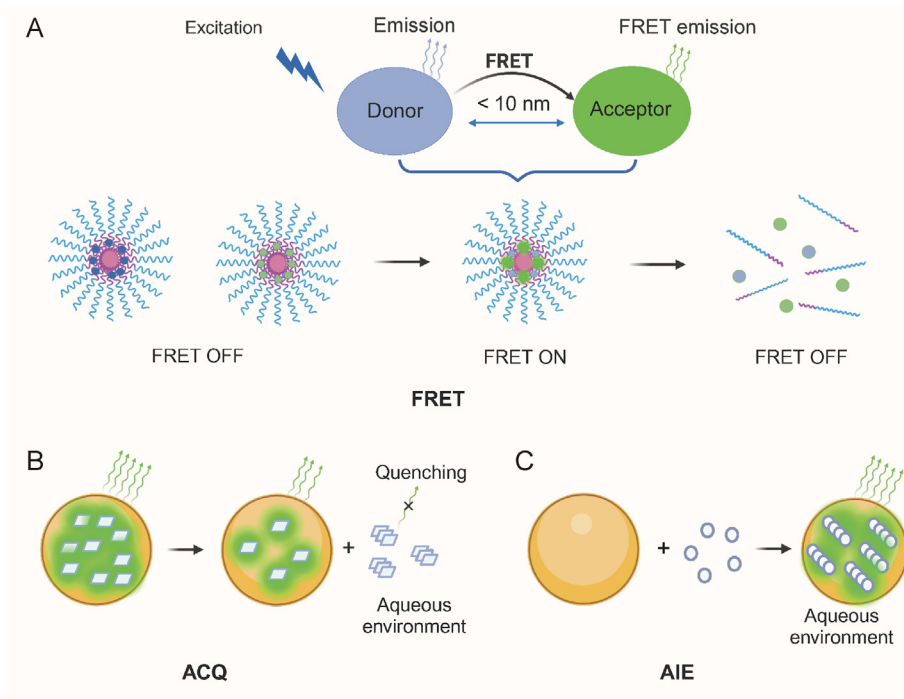 A
Excitation
Emission
FRET emission
FRET
Donor
< 10 nm
Acceptor
FRET OFF
FRET ON
FRET OFF
FRET
B
Quenching
×
+
Aqueous
environment
ACQ
C
+
Aqueous
environment
AIE